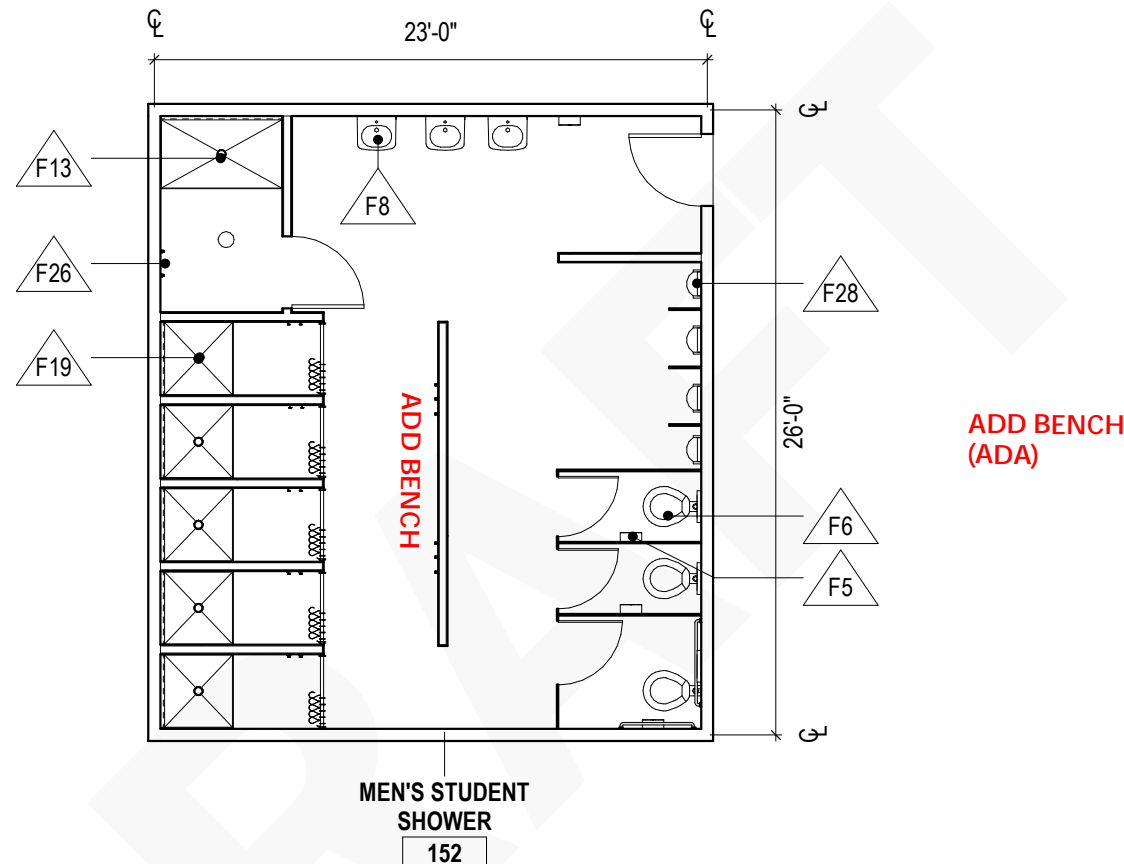 ℄
23'-0"
℄
℄
F13
F8
F26
F28
F19
ADD BENCH
26'-0"
ADD BENCH
(ADA)
F6
F5
℄
MEN'S STUDENT
SHOWER
152
DRAFT